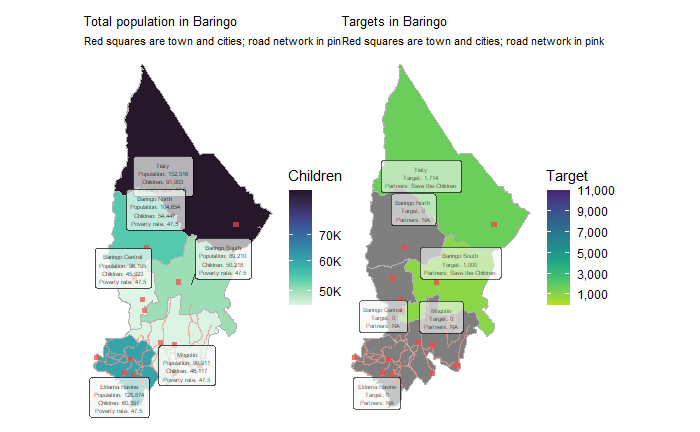 Total population in Baringo
Red squares are town and cities; road network in pin
Tiaty
Population: 152,916
Children: 91,903
Baringo North
Population: 104,654
Children: 54,447
Poverty rate: 47.5
Baringo South
Population: 89,210
Children: 50,218
Poverty rate: 47.5
Baringo Central
Population: 96,195
Children: 45,923
Poverty rate: 47.5
Mogotio
Population: 90,911
Children: 46,117
Poverty rate: 47.5
Eldama Ravine
Population: 128,874
Children: 60,397
Poverty rate: 47.5
Children
70K
60K
50K
Targets in Baringo
Red squares are town and cities; road network in pink
Tiaty
Target: 1,714
Partners: Save the Children
Baringo North
Target: 0
Partners: NA
Baringo South
Target: 1,000
Partners: Save the Children
Baringo Central
Target: 0
Partners: NA
Mogotio
Target: 0
Partners: NA
Eldama Ravine
Target: 0
Partners: NA
Target
11,000
9,000
7,000
5,000
3,000
1,000